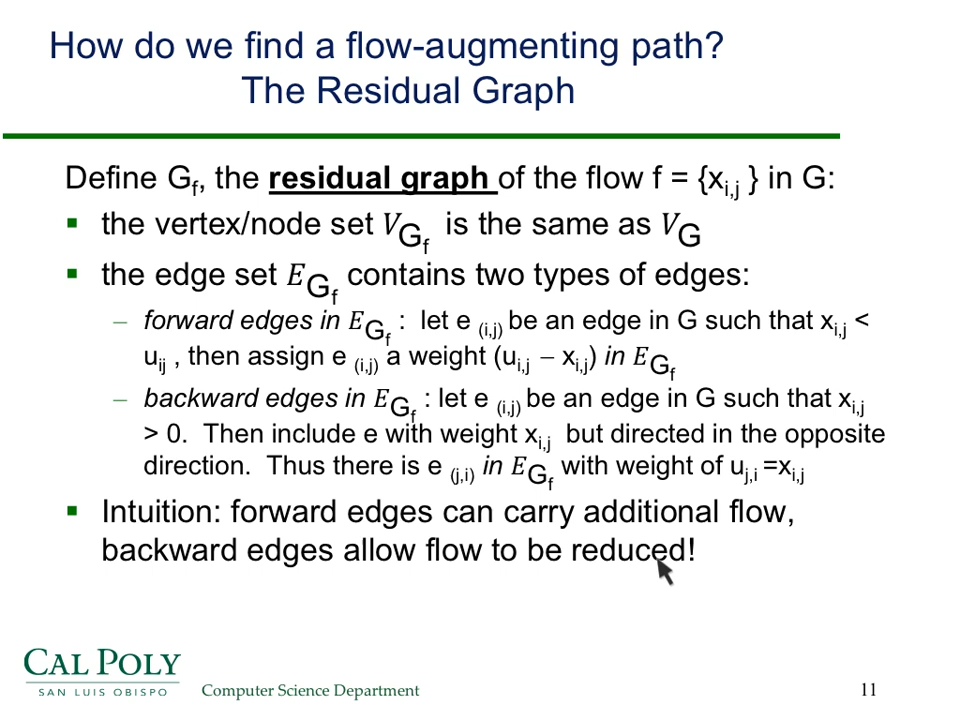 How do we find a flow-augmenting path?
The Residual Graph
Define Gf, the residual graph of the flow f = {xi,j } in G:
▪ the vertex/node set VGf is the same as VG
▪ the edge set EGf contains two types of edges:
– forward edges in EGf : let e (i,j) be an edge in G such that xi,j <
uij , then assign e (i,j) a weight (ui,j – xi,j) in EGf
– backward edges in EGf : let e (i,j) be an edge in G such that xi,j
> 0. Then include e with weight xi,j but directed in the opposite
direction. Thus there is e (j,i) in EGf with weight of uj,i =xi,j
▪ Intuition: forward edges can carry additional flow,
backward edges allow flow to be reduced!
CAL POLY
SAN LUIS OBISPO
Computer Science Department
11